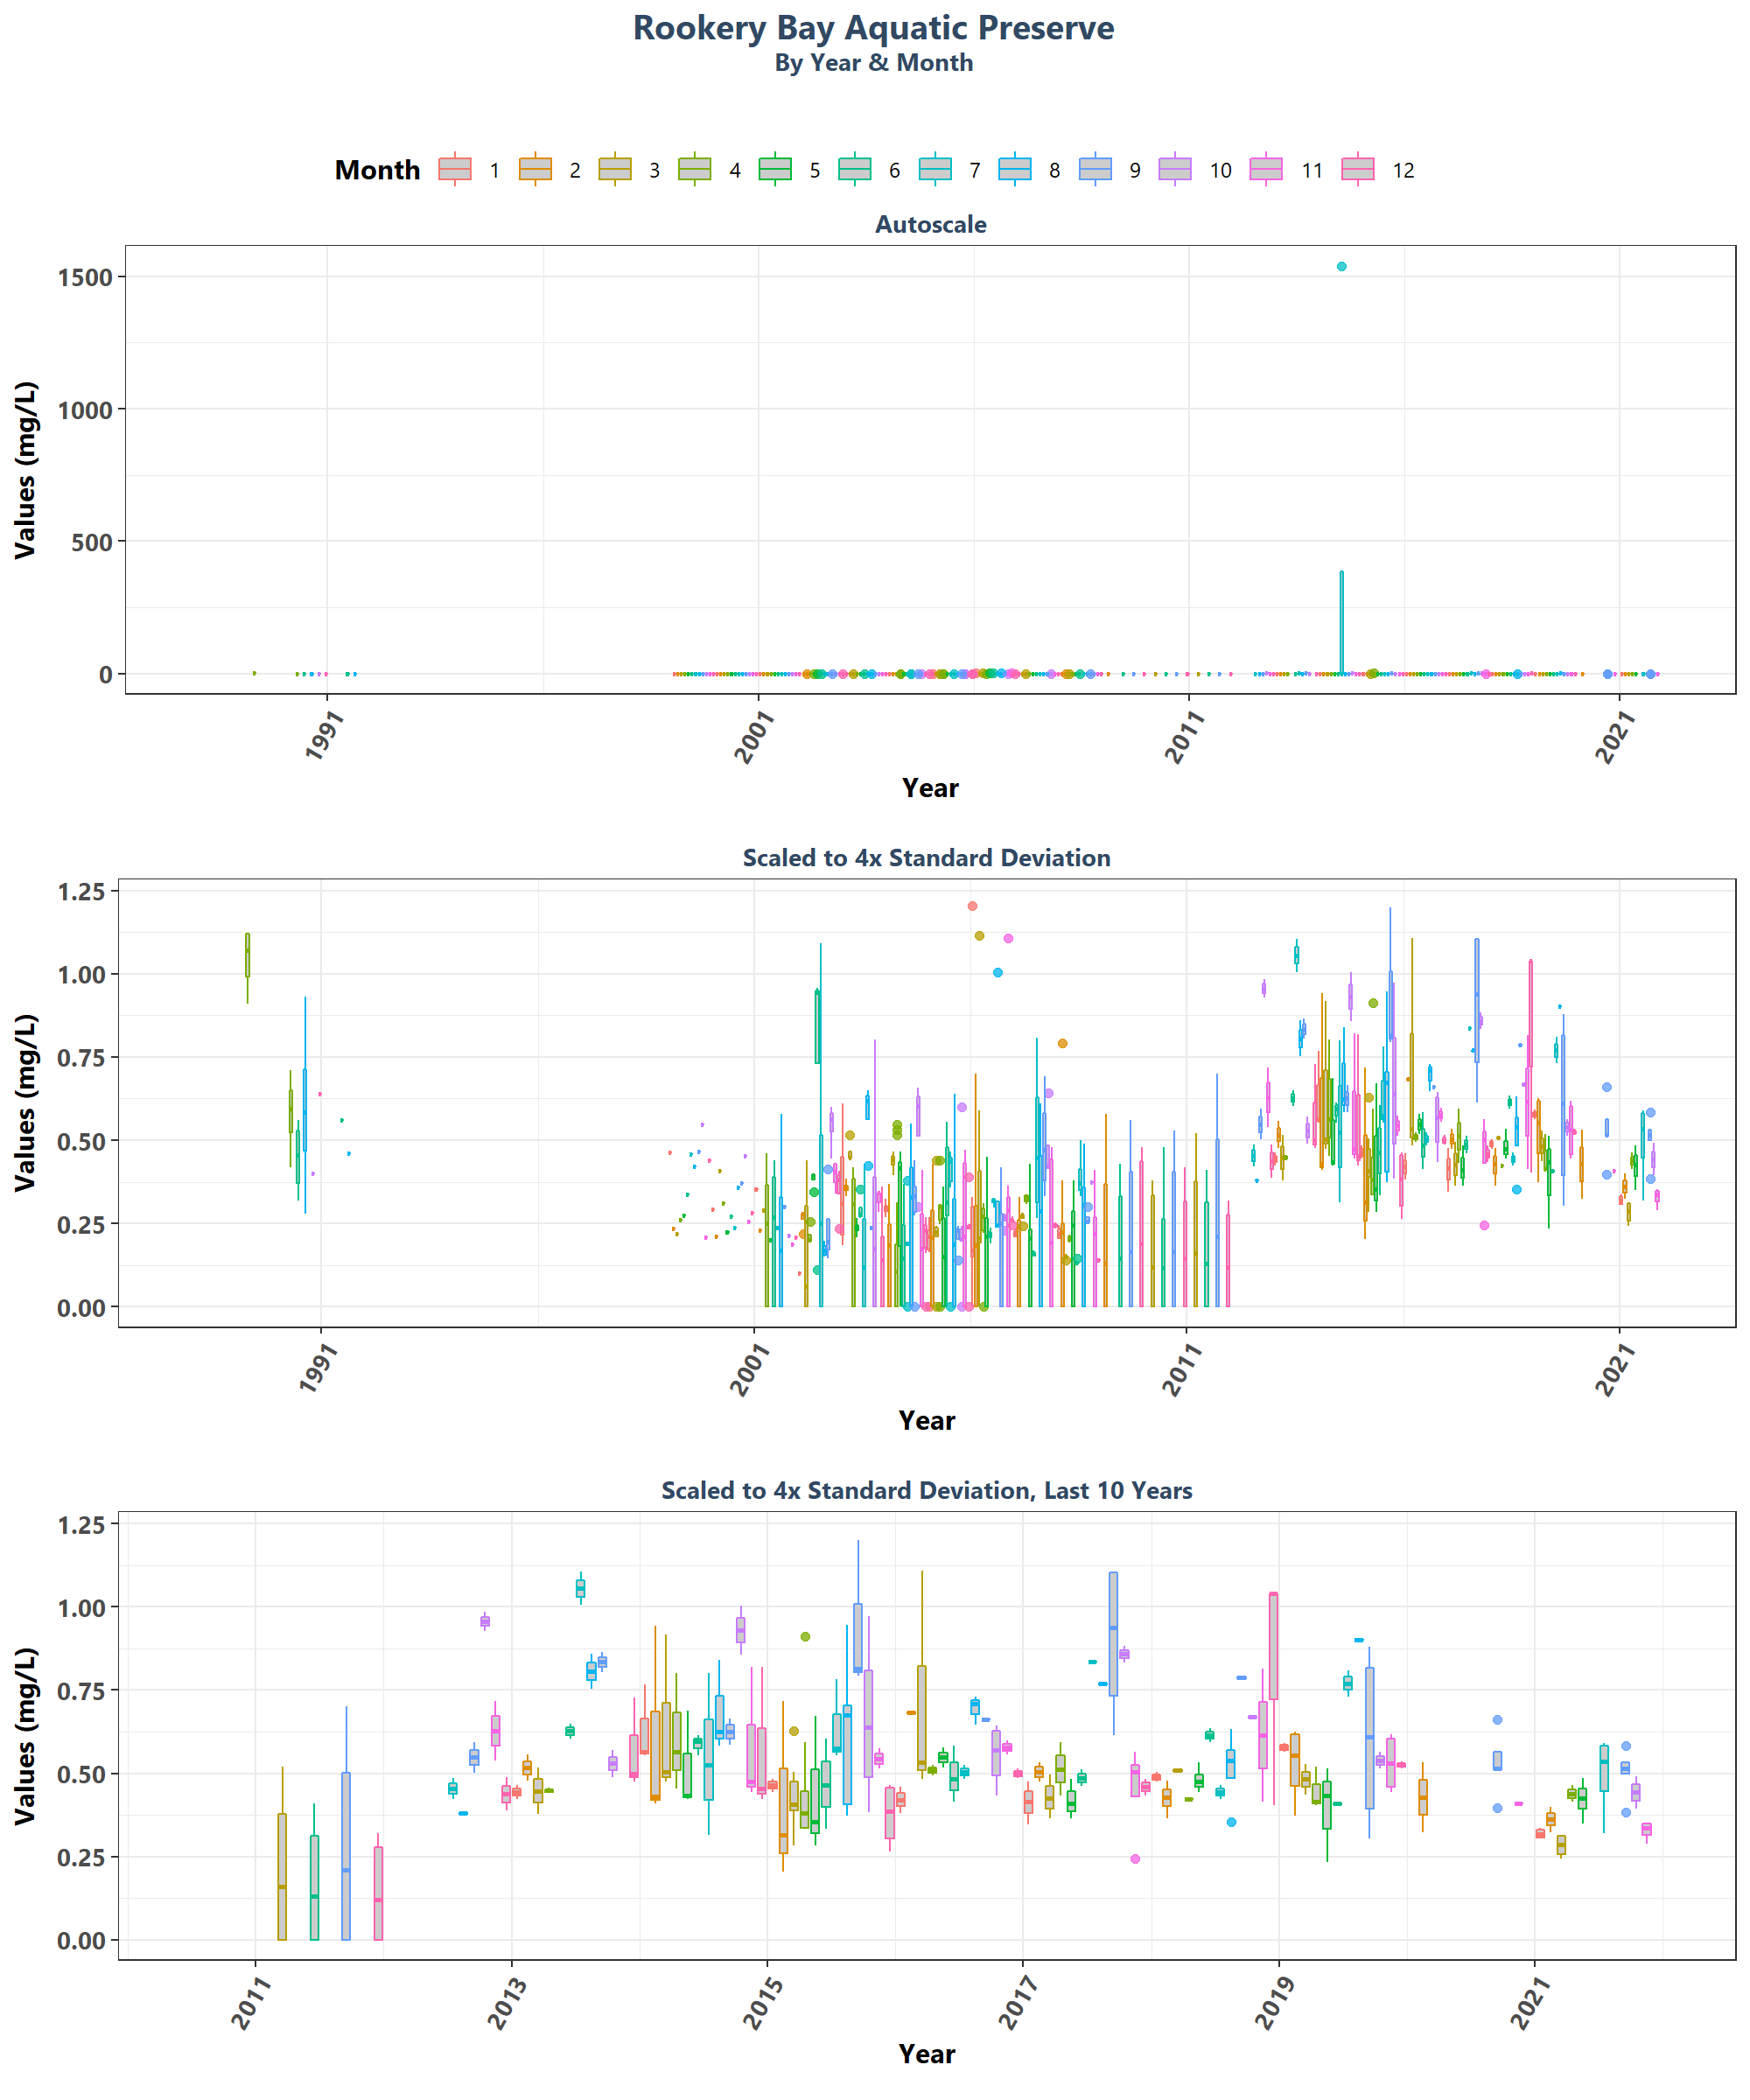 Rookery Bay Aquatic Preserve
By Year & Month
Month 1 2 3 4 5 6 7 8 9 10 11 12
Autoscale
Values (mg/L)
1500
1000
500
0
1991 2001 2011 2021
Year
Scaled to 4x Standard Deviation
Values (mg/L)
1.25
1.00
0.75
0.50
0.25
0.00
1991 2001 2011 2021
Year
Scaled to 4x Standard Deviation, Last 10 Years
Values (mg/L)
1.25
1.00
0.75
0.50
0.25
0.00
2011 2013 2015 2017 2019 2021
Year